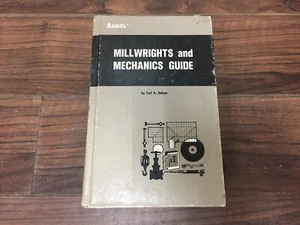 AUDEL®
MILLWRIGHTS and
MECHANICS GUIDE
by Carl A. Nelson